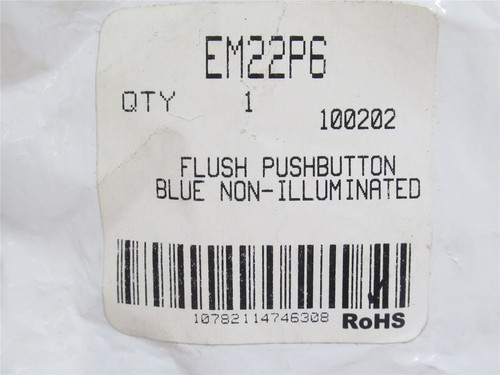 EM22P6
QTY 1
100202
FLUSH PUSHBUTTON
BLUE NON-ILLUMINATED
10782114746308 RoHS